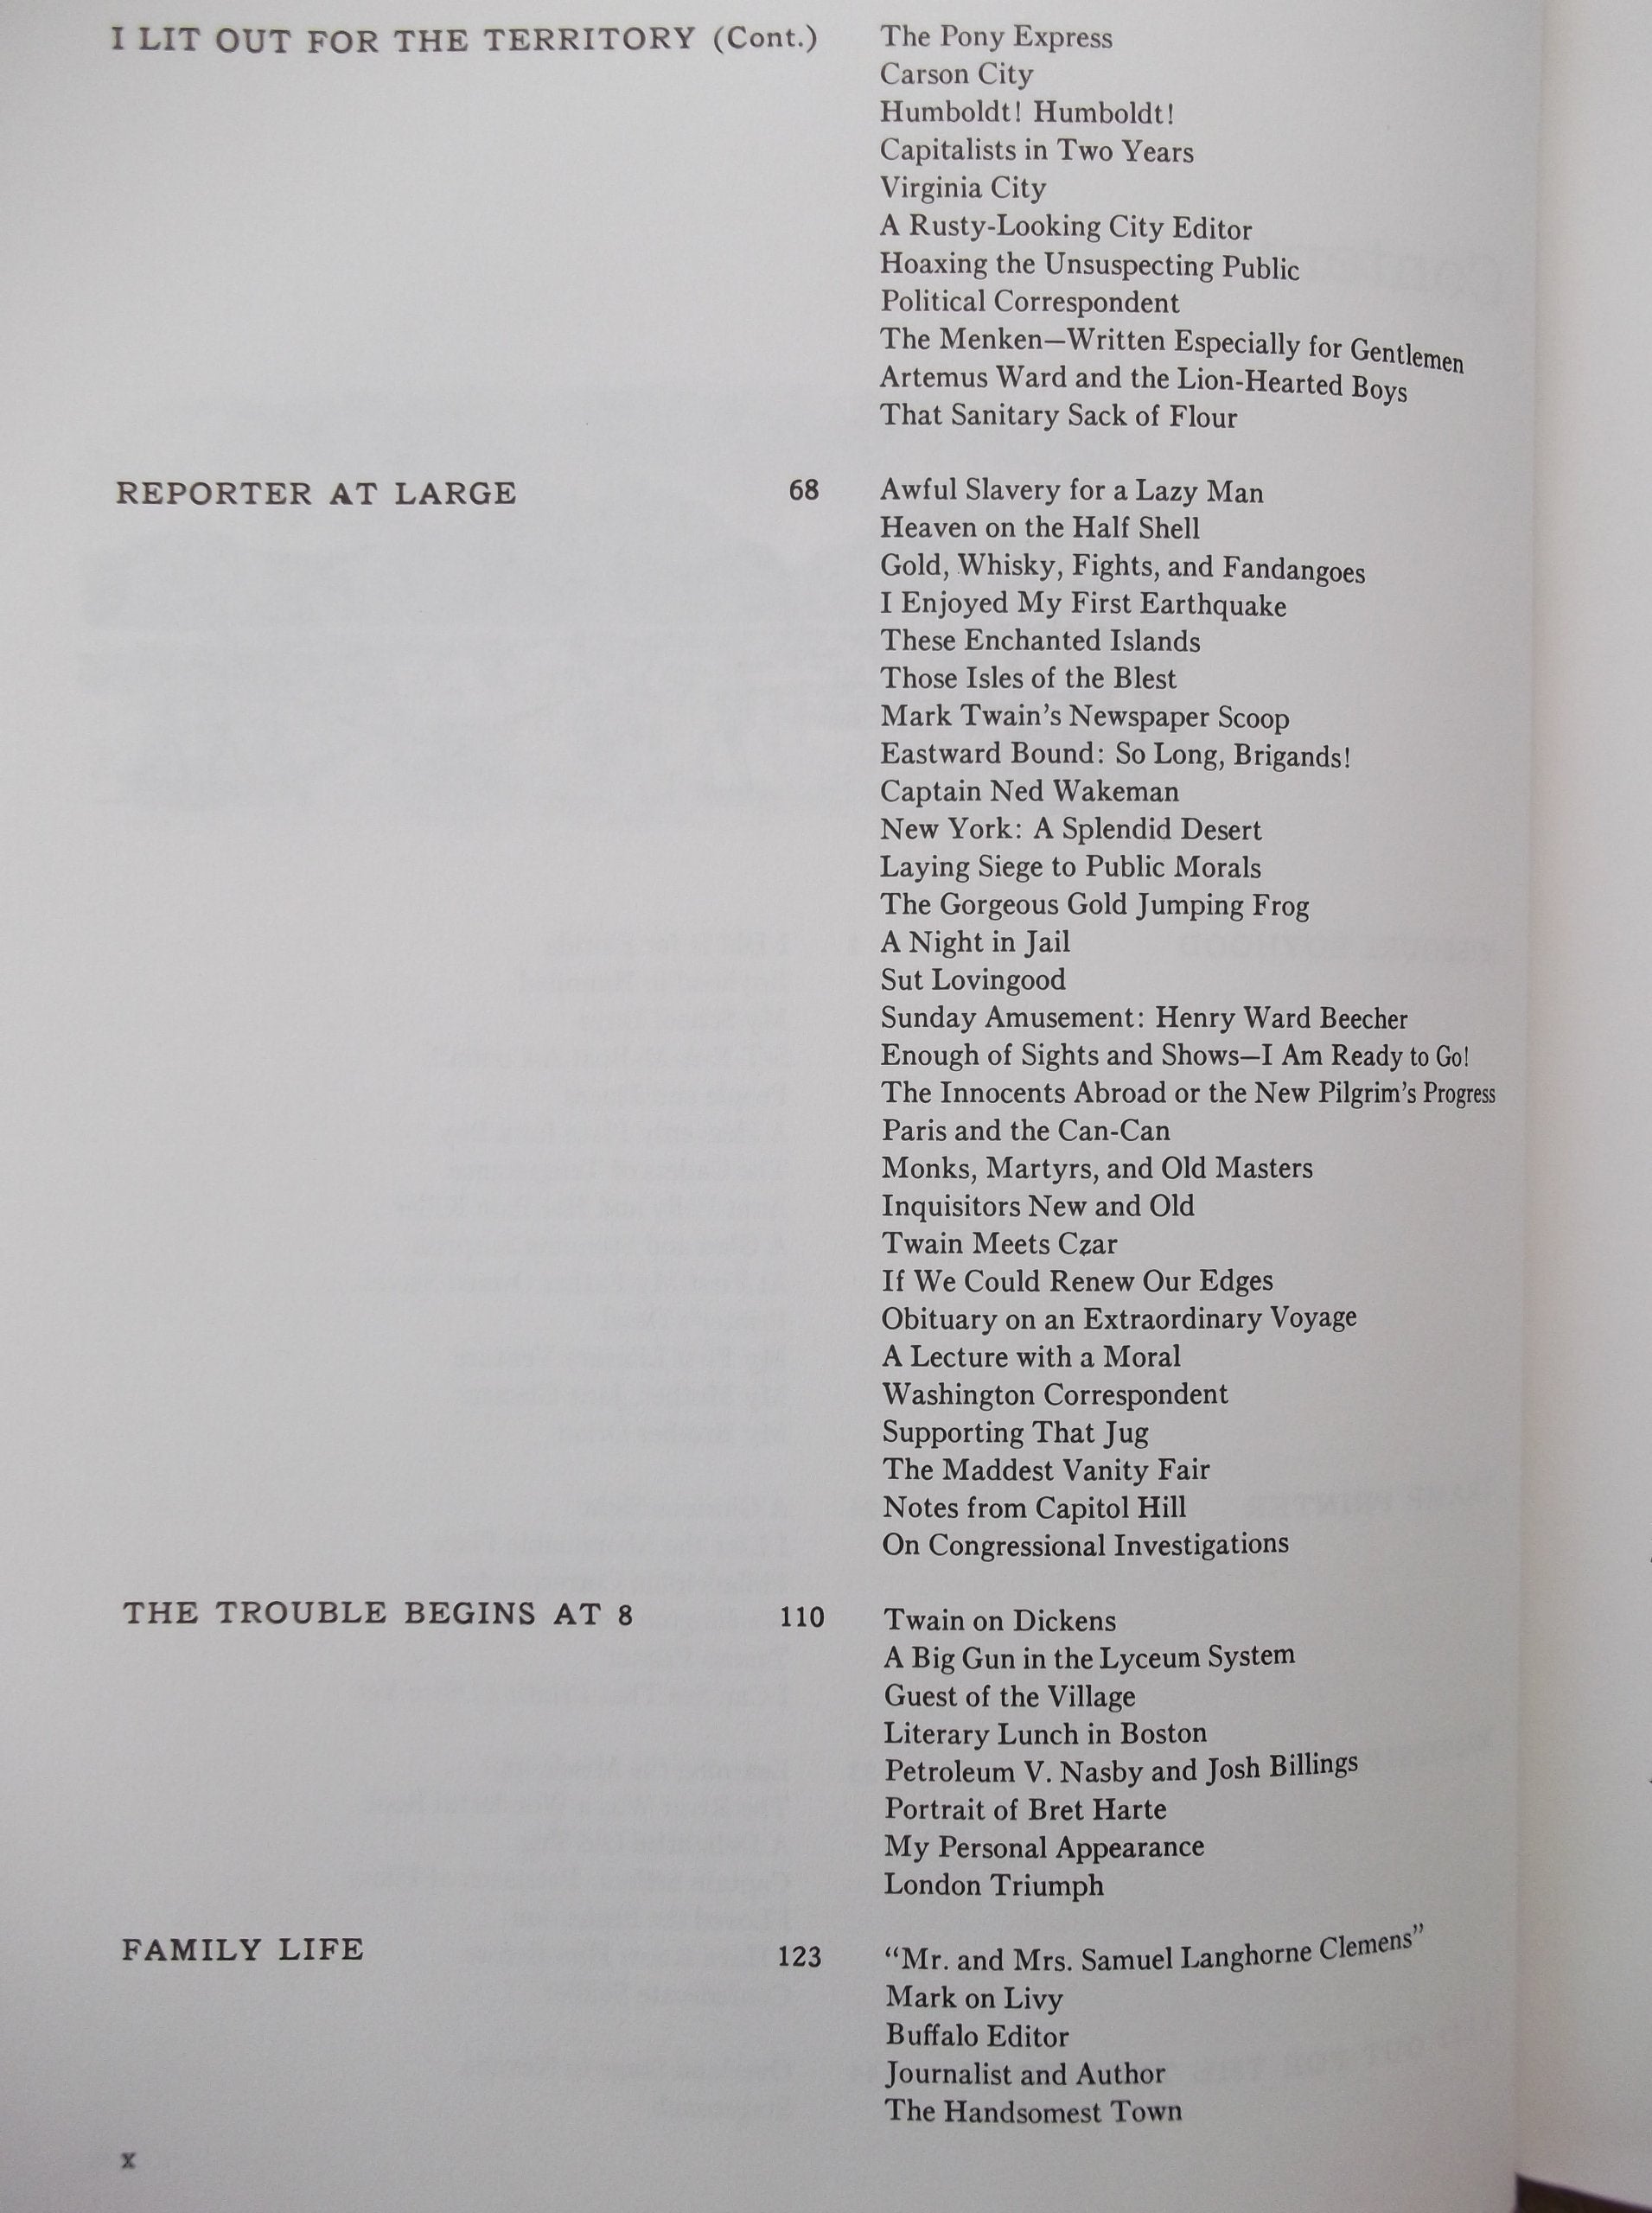 I LIT OUT FOR THE TERRITORY (Cont.) The Pony Express
Carson City
Humboldt! Humboldt!
Capitalists in Two Years
Virginia City
A Rusty-Looking City Editor
Hoaxing the Unsuspecting Public
Political Correspondent
The Menken—Written Especially for Gentlemen
Artemus Ward and the Lion-Hearted Boys
That Sanitary Sack of Flour
REPORTER AT LARGE 68 Awful Slavery for a Lazy Man
Heaven on the Half Shell
Gold, Whisky, Fights, and Fandangoes
I Enjoyed My First Earthquake
These Enchanted Islands
Those Isles of the Blest
Mark Twain's Newspaper Scoop
Eastward Bound: So Long, Brigands!
Captain Ned Wakeman
New York: A Splendid Desert
Laying Siege to Public Morals
The Gorgeous Gold Jumping Frog
A Night in Jail
Sut Lovingood
Sunday Amusement: Henry Ward Beecher
Enough of Sights and Shows—I Am Ready to Go!
The Innocents Abroad or the New Pilgrim's Progress
Paris and the Can-Can
Monks, Martyrs, and Old Masters
Inquisitors New and Old
Twain Meets Czar
If We Could Renew Our Edges
Obituary on an Extraordinary Voyage
A Lecture with a Moral
Washington Correspondent
Supporting That Jug
The Maddest Vanity Fair
Notes from Capitol Hill
On Congressional Investigations
THE TROUBLE BEGINS AT 8 110 Twain on Dickens
A Big Gun in the Lyceum System
Guest of the Village
Literary Lunch in Boston
Petroleum V. Nasby and Josh Billings
Portrait of Bret Harte
My Personal Appearance
London Triumph
FAMILY LIFE 123 “Mr. and Mrs. Samuel Langhorne Clemens”
Mark on Livy
Buffalo Editor
Journalist and Author
The Handsomest Town
x